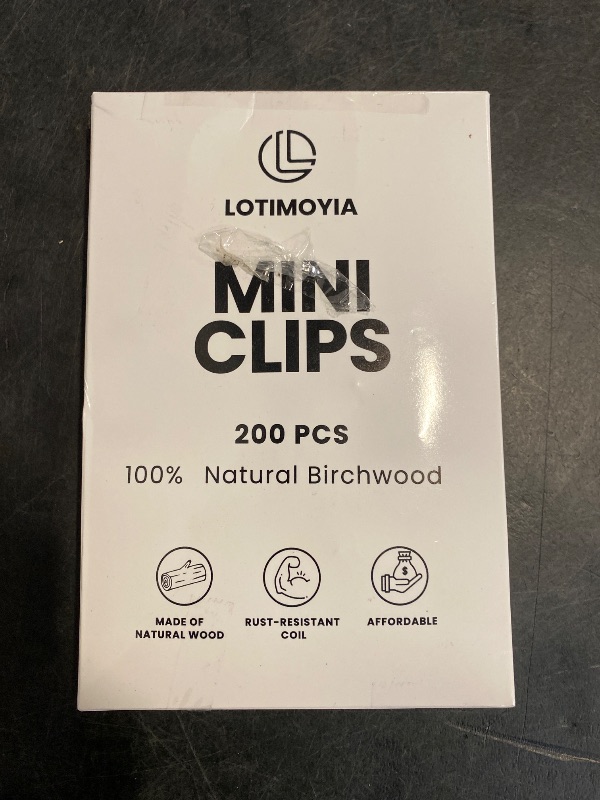 LOTIMOYIA
MINI
CLIPS
200 PCS
100% Natural Birchwood
MADE OF
NATURAL WOOD
RUST-RESISTANT
COIL
$
AFFORDABLE